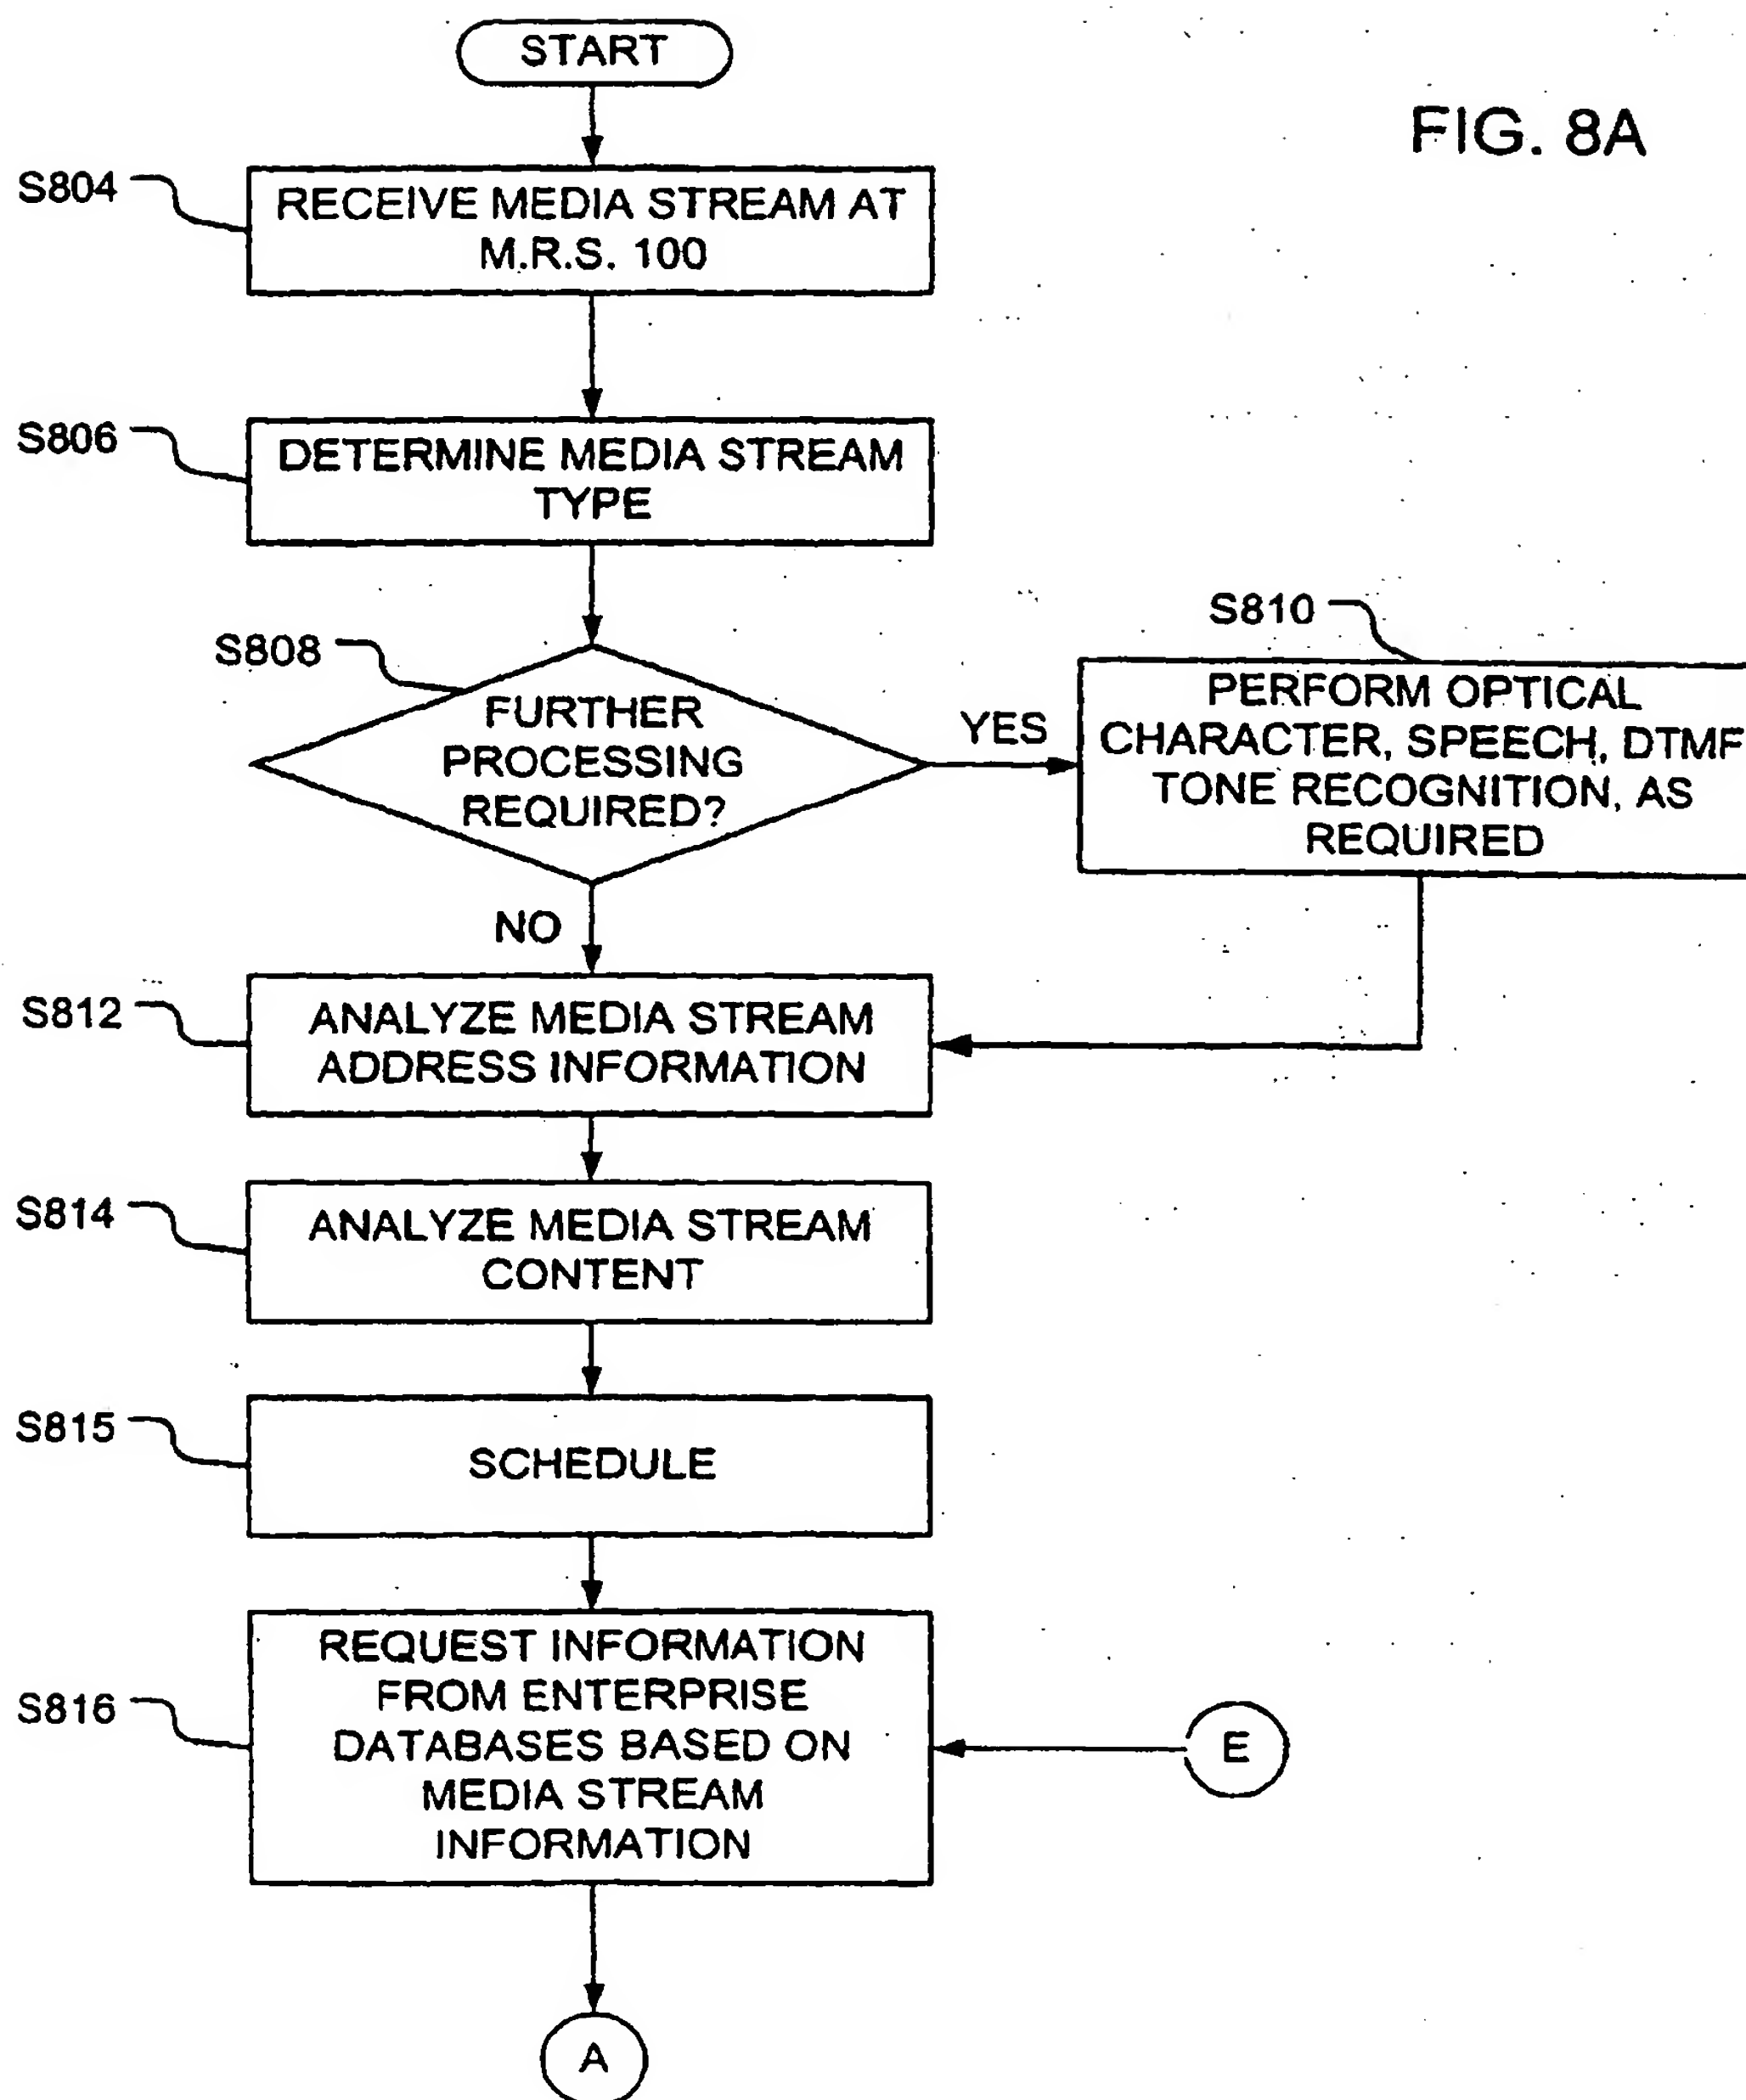 START
FIG. 8A
S804
RECEIVE MEDIA STREAM AT
M.R.S. 100
S806
DETERMINE MEDIA STREAM
TYPE
S808
FURTHER
PROCESSING
REQUIRED?
YES
S810
PERFORM OPTICAL
CHARACTER, SPEECH, DTMF
TONE RECOGNITION, AS
REQUIRED
NO
S812
ANALYZE MEDIA STREAM
ADDRESS INFORMATION
S814
ANALYZE MEDIA STREAM
CONTENT
S815
SCHEDULE
S816
REQUEST INFORMATION
FROM ENTERPRISE
DATABASES BASED ON
MEDIA STREAM
INFORMATION
E
A